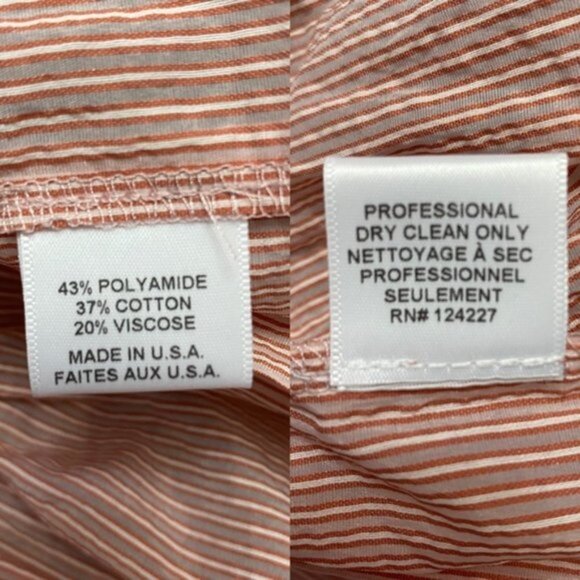 43% POLYAMIDE
37% COTTON
20% VISCOSE
MADE IN U.S.A.
FAITES AUX U.S.A.
PROFESSIONAL
DRY CLEAN ONLY
NETTOYAGE À SEC
PROFESSIONNEL
SEULEMENT
RN# 124227